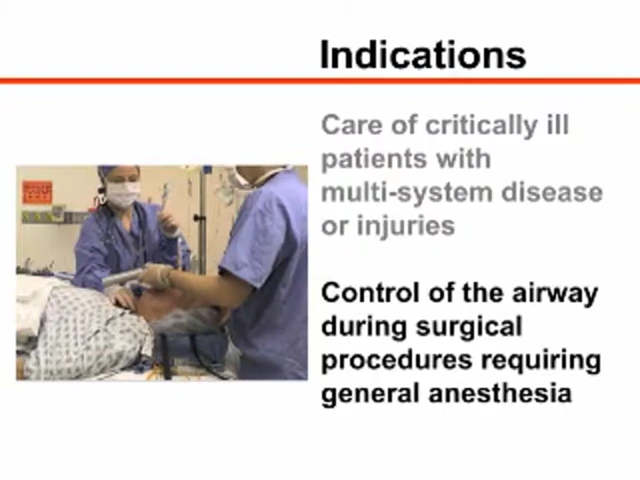 Indications
Care of critically ill
patients with
multi-system disease
or injuries
Control of the airway
during surgical
procedures requiring
general anesthesia